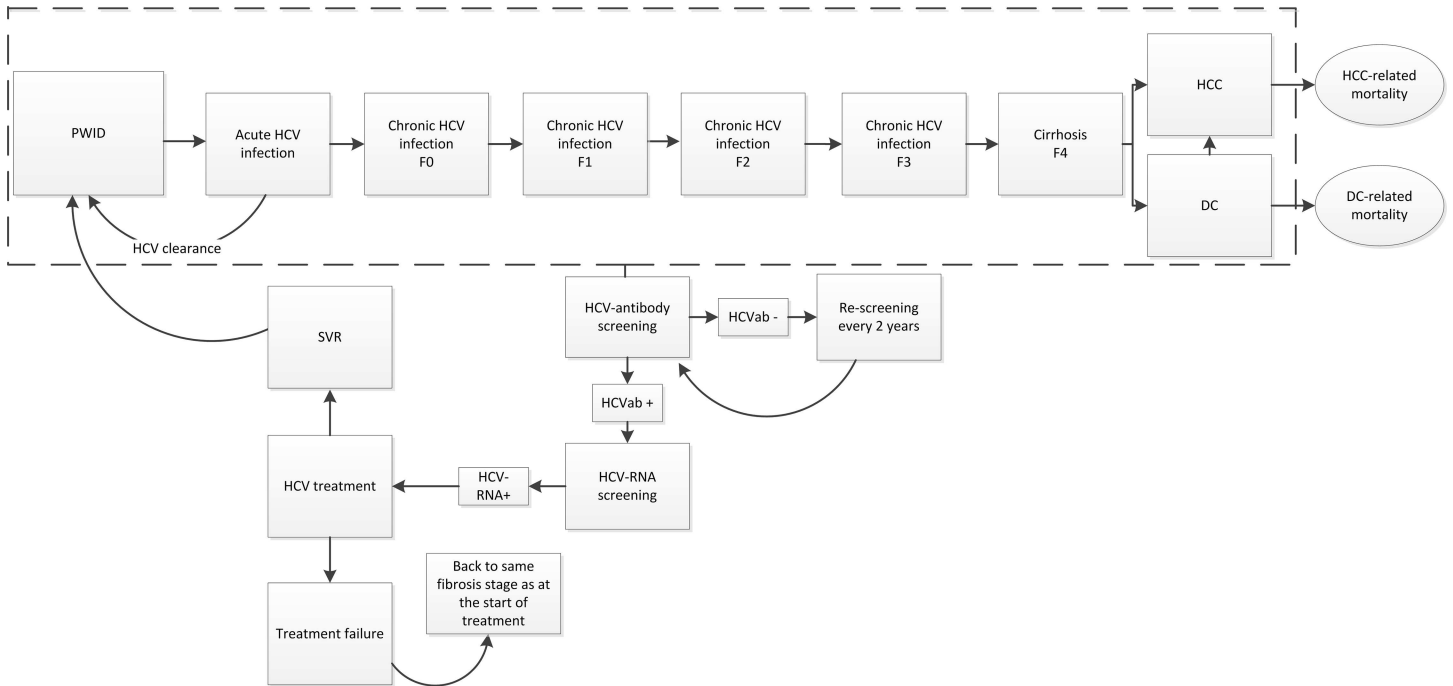 PWID
Acute HCV
infection
Chronic HCV
infection
F0
Chronic HCV
infection
F1
Chronic HCV
infection
F2
Chronic HCV
infection
F3
Cirrhosis
F4
HCC
HCC-related
mortality
DC
DC-related
mortality
HCV clearance
HCV-antibody
screening
HCVab -
Re-screening
every 2 years
SVR
HCVab +
HCV treatment
HCV-
RNA+
HCV-RNA
screening
Treatment failure
Back to same
fibrosis stage as at
the start of
treatment